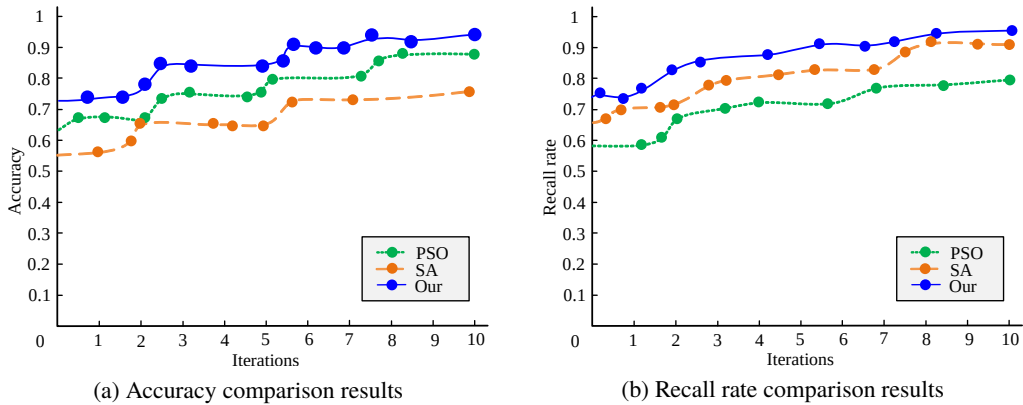 1
0.9
0.8
0.7
0.6
0.5
0.4
0.3
0.2
0.1
0
Accuracy
1 2 3 4 5 6 7 8 9 10
Iterations
PSO
SA
Our
(a) Accuracy comparison results
1
0.9
0.8
0.7
0.6
0.5
0.4
0.3
0.2
0.1
0
Recall rate
1 2 3 4 5 6 7 8 9 10
Iterations
PSO
SA
Our
(b) Recall rate comparison results